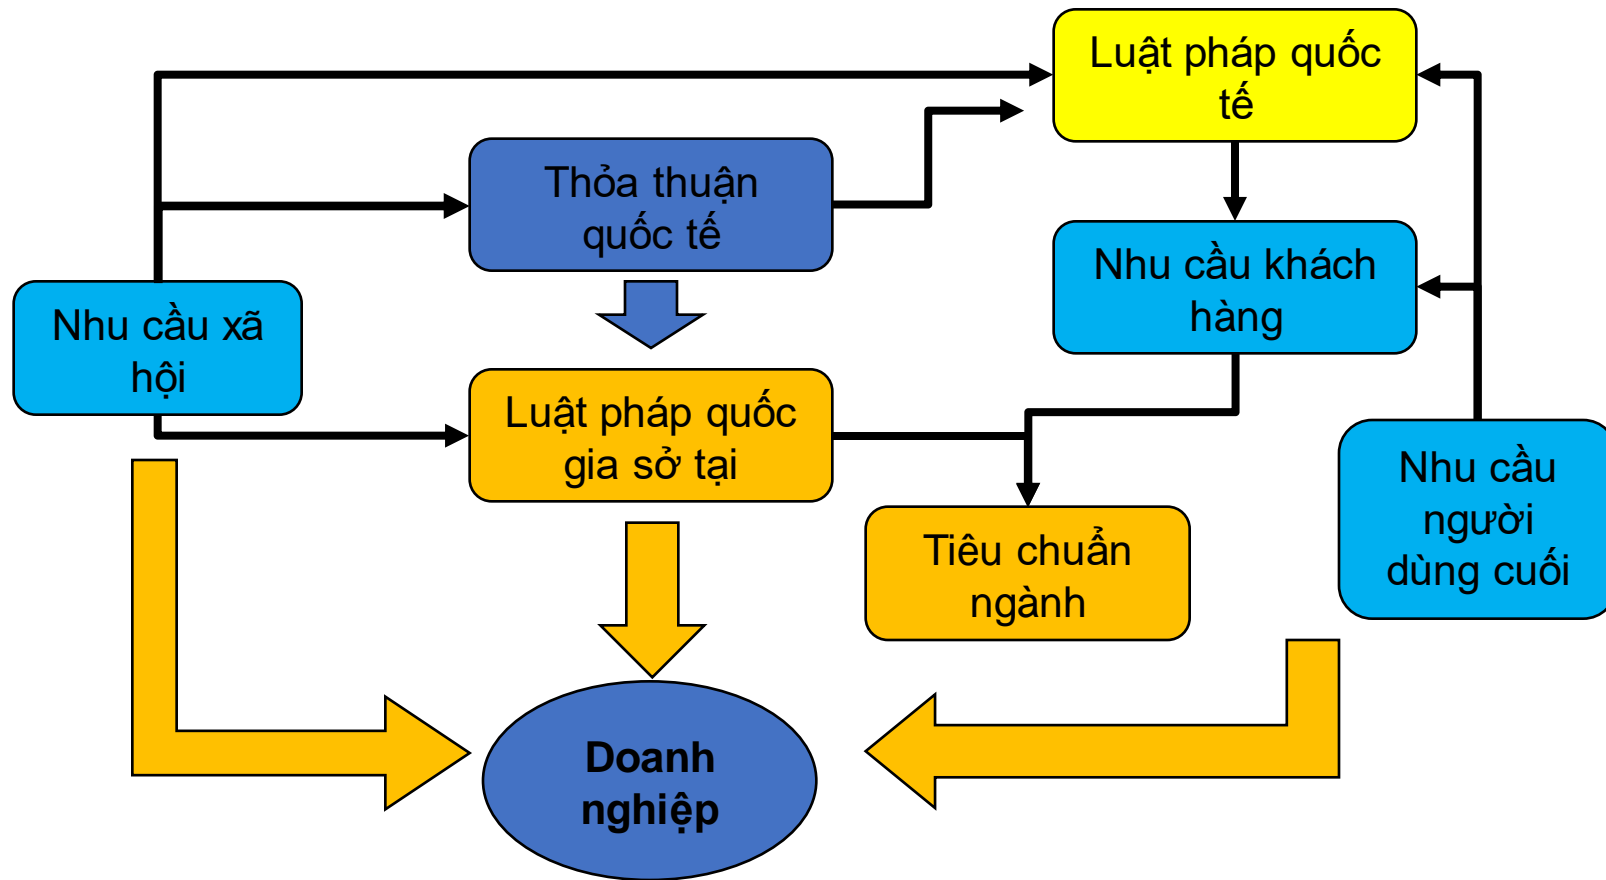 Luật pháp quốc
tế
Thỏa thuận
quốc tế
Nhu cầu khách
hàng
Nhu cầu xã
hội
Luật pháp quốc
gia sở tại
Nhu cầu
người
dùng cuối
Tiêu chuẩn
ngành
Doanh
nghiệp